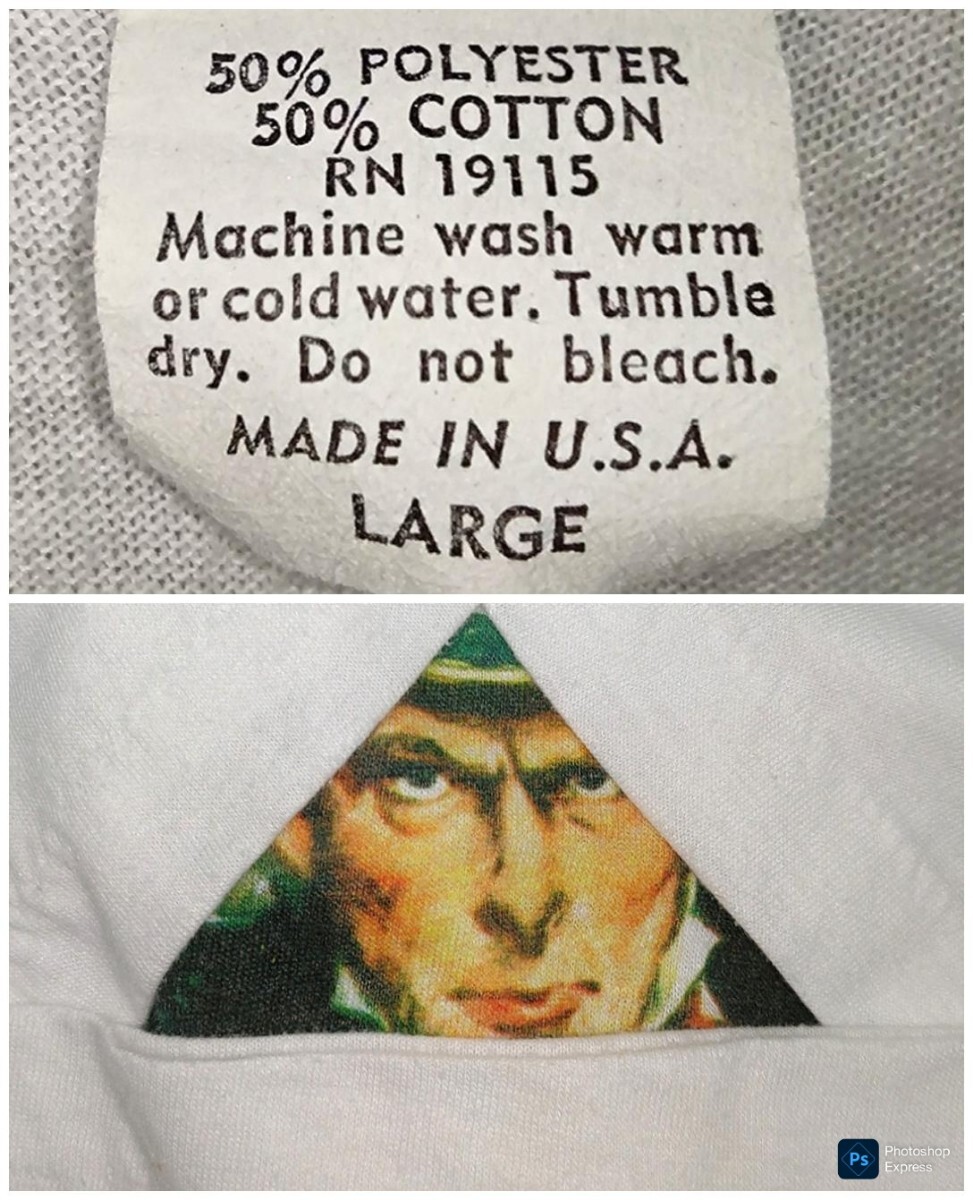 50% POLYESTER
50% COTTON
RN 19115
Machine wash warm
or cold water. Tumble
dry. Do not bleach.
MADE IN U.S.A.
LARGE
Ps
Photoshop
Express